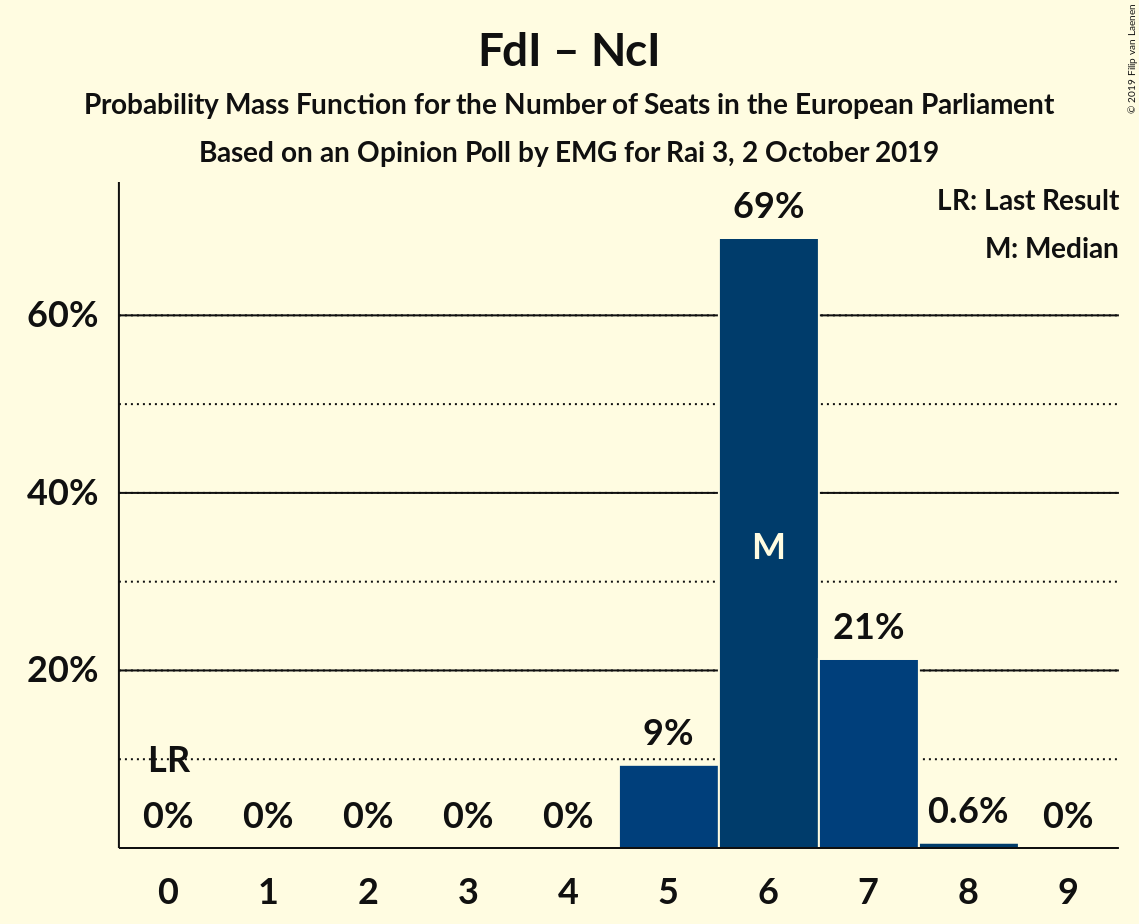 FdI – NcI
Probability Mass Function for the Number of Seats in the European Parliament
Based on an Opinion Poll by EMG for Rai 3, 2 October 2019
© 2019 Filip van Laenen
LR: Last Result
M: Median
69%
60%
40%
M
21%
20%
9%
LR
0%
0%
0%
0%
0%
0.6%
0%
0 1 2 3 4 5 6 7 8 9